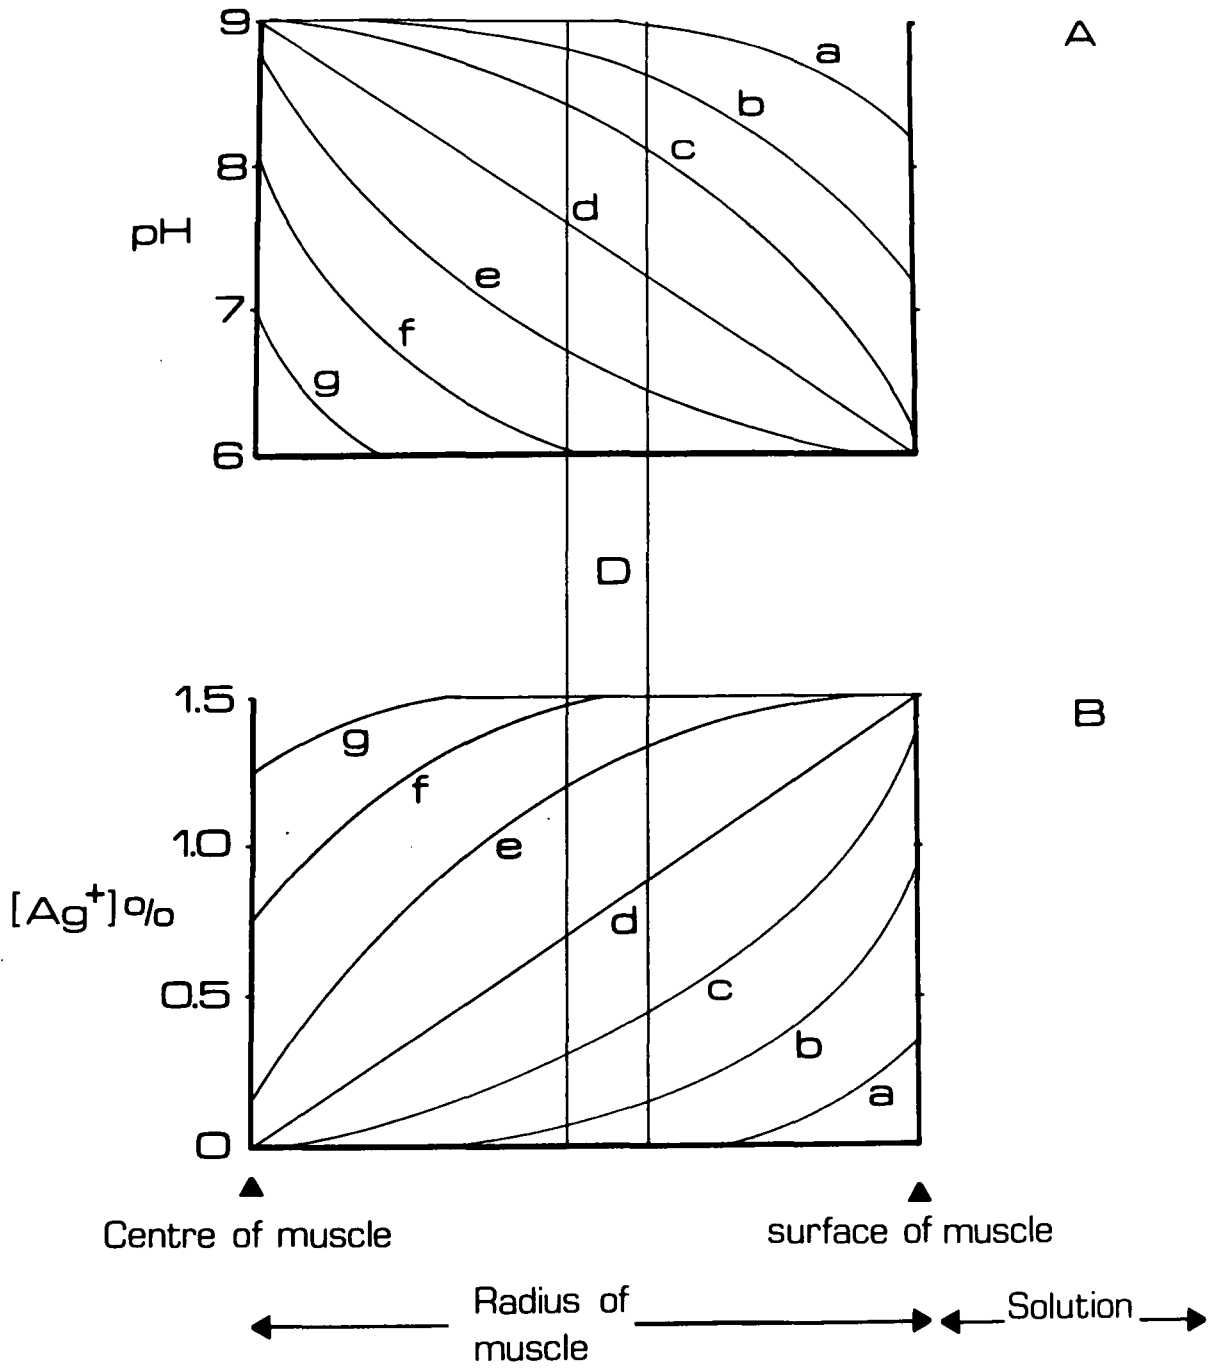 9
A
a
b
c
8
d
pH
e
7
f
g
6
D
1.5
B
g
f
1.0
e
[Ag+]%
d
c
0.5
b
a
0
Centre of muscle
surface of muscle
Radius of
muscle
Solution